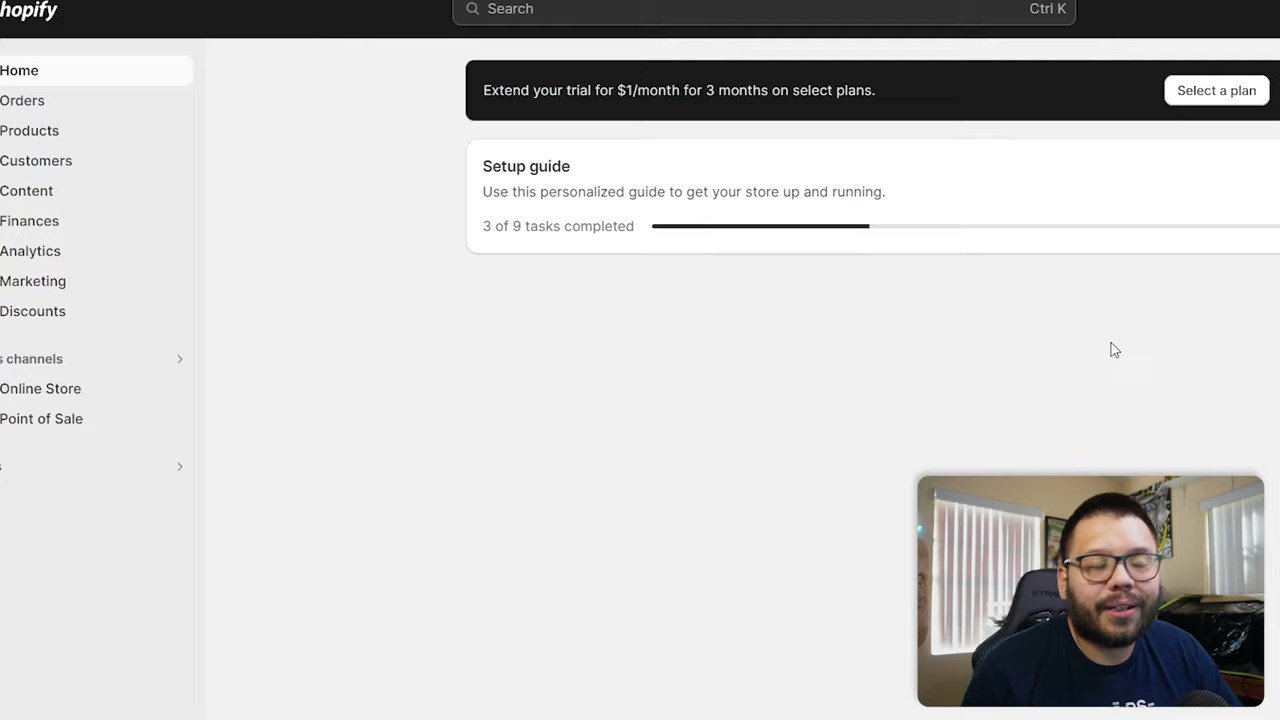 hopify
Search
Ctrl K
Home
Orders
Products
Customers
Content
Finances
Analytics
Marketing
Discounts
s channels
Online Store
Point of Sale
s
Extend your trial for $1/month for 3 months on select plans.
Select a plan
Setup guide
Use this personalized guide to get your store up and running.
3 of 9 tasks completed